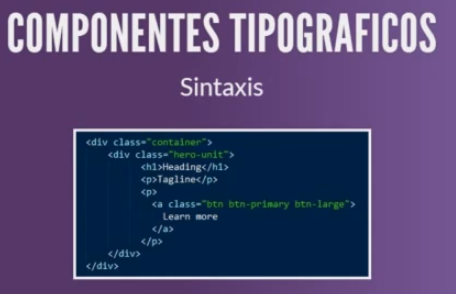 COMPONENTES TIPOGRAFICOS
Sintaxis
<div class="container">
<div class="hero-unit">
<h1>Heading</h1>
<p>Tagline</p>
<p>
<a class="btn btn-primary btn-large">
Learn more
</a>
</p>
</div>
</div>